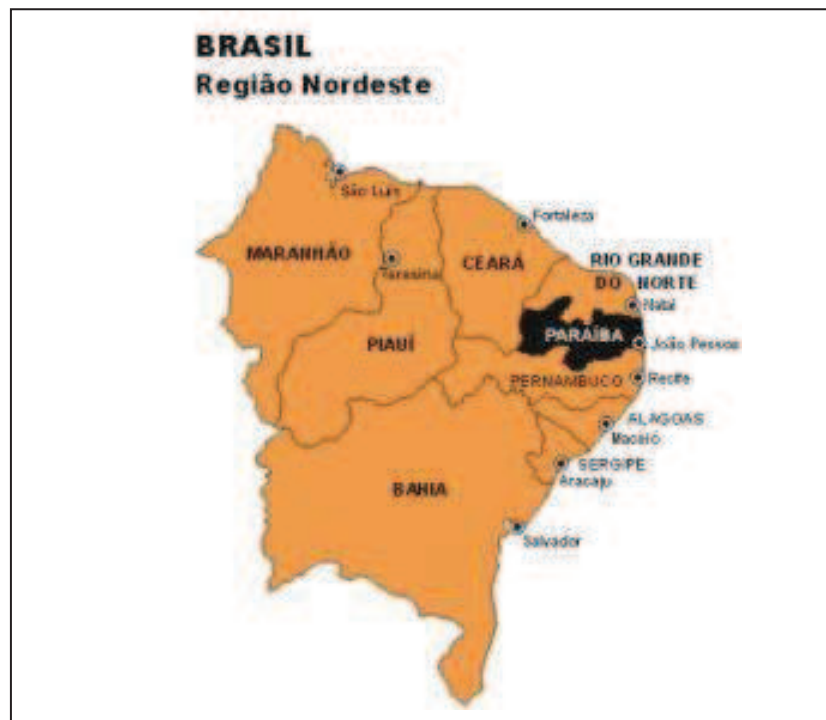 BRASIL
Região Nordeste
São Luis
Fortaleza
MARANHÃO
Teresina
CEARÁ
RIO GRANDE
DO NORTE
Natal
PARAÍBA
João Pessoa
PIAUÍ
PERNAMBUCO
Recife
ALAGOAS
Maceió
SERGIPE
Aracaju
BAHIA
Salvador